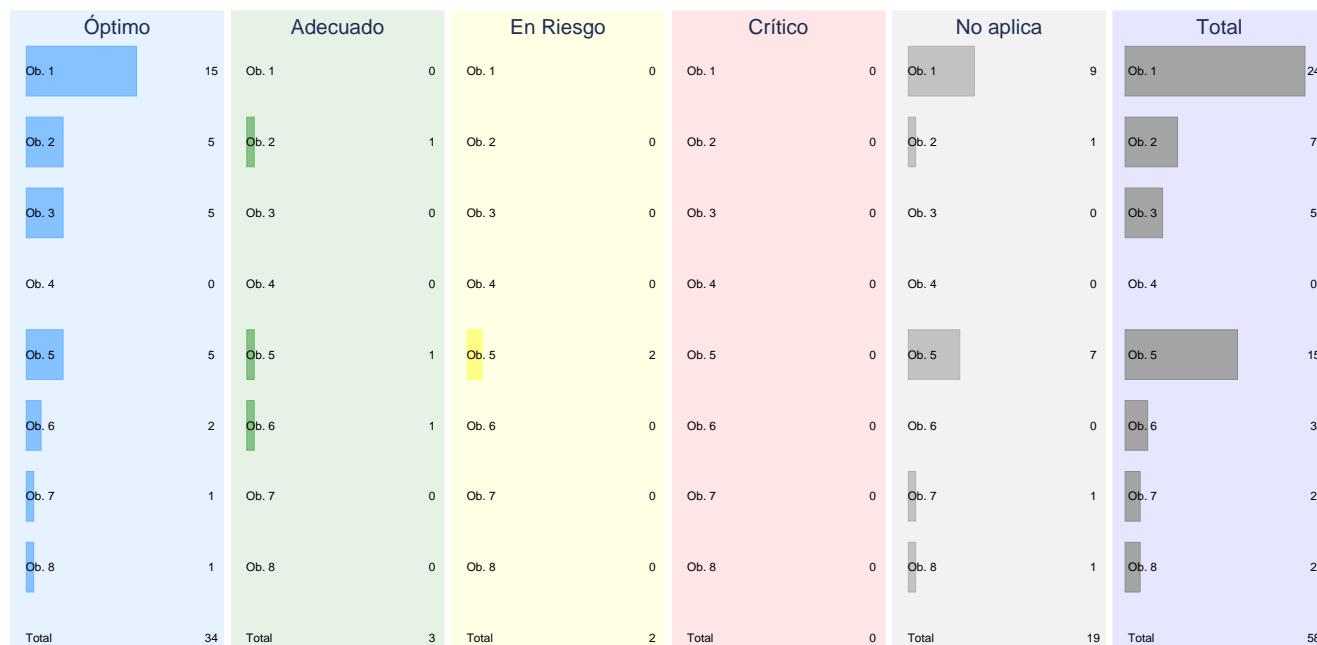 Óptimo Adecuado En Riesgo Crítico No aplica Total
Ob. 1 15 Ob. 1 0 Ob. 1 0 Ob. 1 0 Ob. 1 9 Ob. 1 24
Ob. 2 5 Ob. 2 1 Ob. 2 0 Ob. 2 0 Ob. 2 1 Ob. 2 7
Ob. 3 5 Ob. 3 0 Ob. 3 0 Ob. 3 0 Ob. 3 0 Ob. 3 5
Ob. 4 0 Ob. 4 0 Ob. 4 0 Ob. 4 0 Ob. 4 0 Ob. 4 0
Ob. 5 5 Ob. 5 1 Ob. 5 2 Ob. 5 0 Ob. 5 7 Ob. 5 15
Ob. 6 2 Ob. 6 1 Ob. 6 0 Ob. 6 0 Ob. 6 0 Ob. 6 3
Ob. 7 1 Ob. 7 0 Ob. 7 0 Ob. 7 0 Ob. 7 1 Ob. 7 2
Ob. 8 1 Ob. 8 0 Ob. 8 0 Ob. 8 0 Ob. 8 1 Ob. 8 2
Total 34 Total 3 Total 2 Total 0 Total 19 Total 58